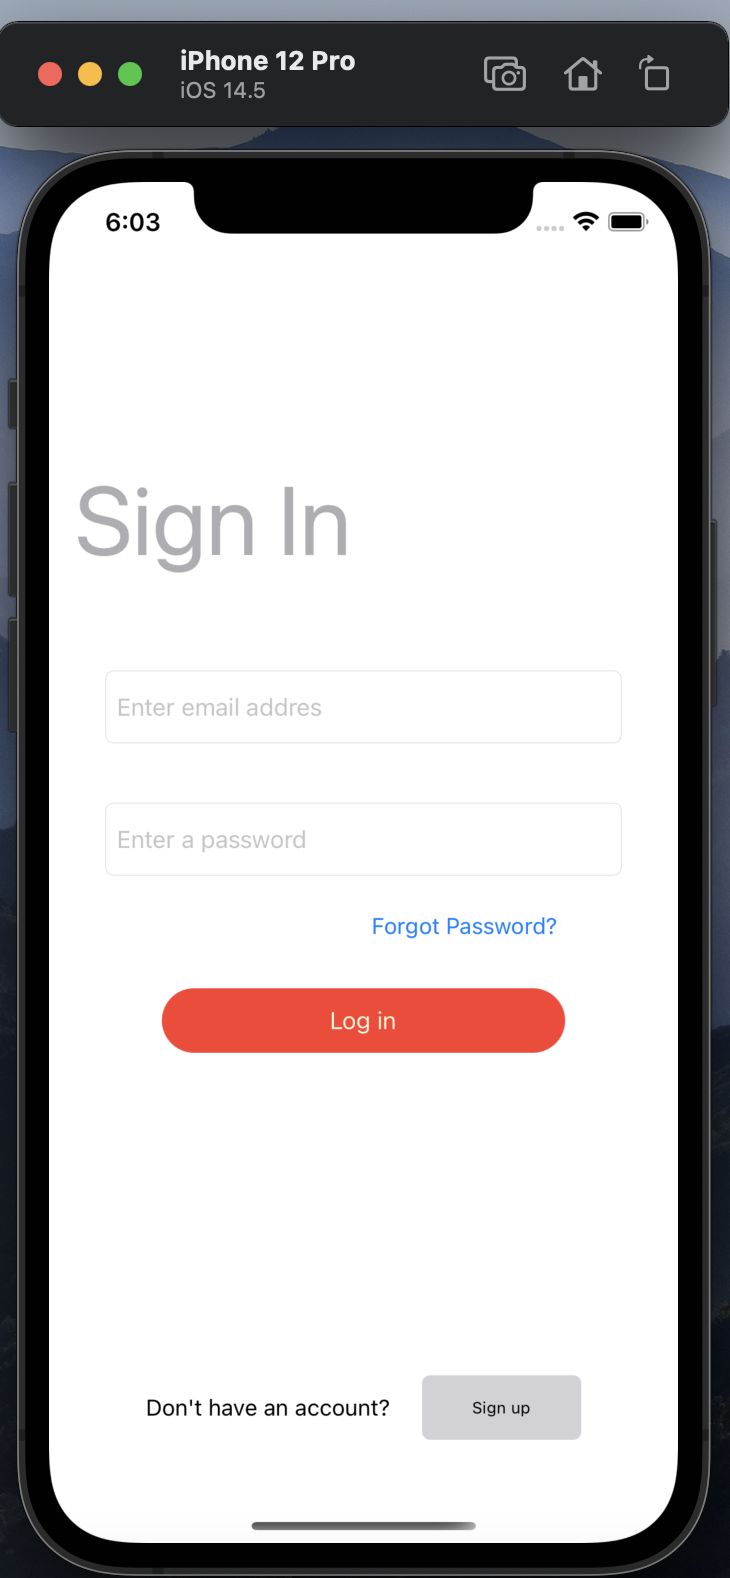 iPhone 12 Pro
iOS 14.5
6:03
Sign In
Enter email addres
Enter a password
Forgot Password?
Log in
Don't have an account?
Sign up